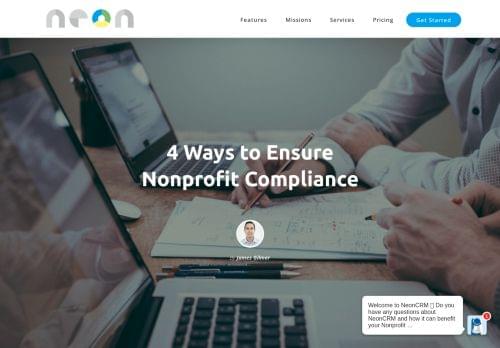 neon
Features
Missions
Services
Pricing
Get Started
4 Ways to Ensure
Nonprofit Compliance
by James Gilmer
Welcome to NeonCRM ▯ Do you
have any questions about
NeonCRM and how it can benefit
your Nonprofit ...
1